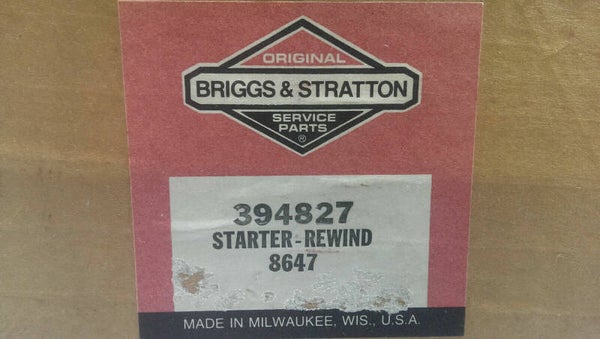 ORIGINAL
BRIGGS & STRATTON
SERVICE
PARTS
®
394827
STARTER-REWIND
8647
MADE IN MILWAUKEE, WIS., U.S.A.